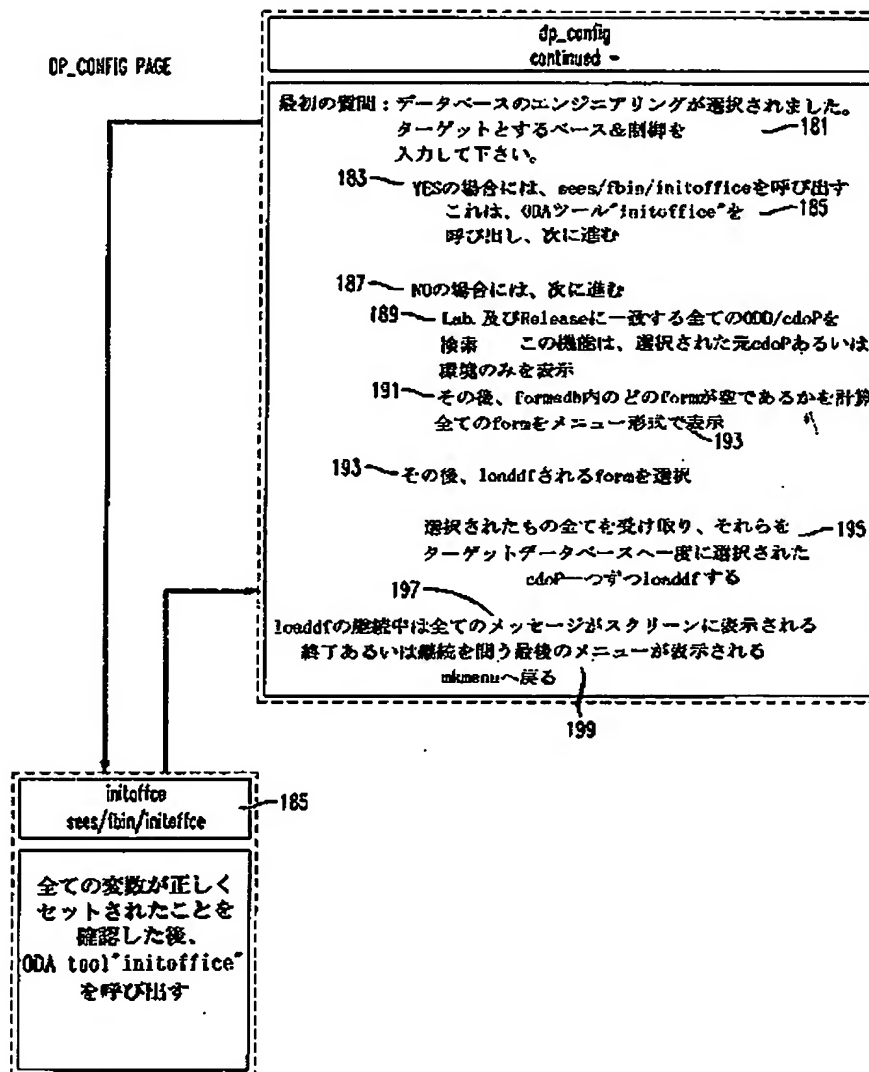 DP_CONFIG PAGE
dp_config
continued -
最初の質問：データベースのエンジニアリングが選択されました。
ターゲットとするベース&制御を 181
入力して下さい。
183 YESの場合には、sees/fbin/initofficeを呼び出す
これは、ODAツール"initoffice"を 185
呼び出し、次に進む
187 NOの場合には、次に進む
189 Lab.及びReleaseに一致する全てのODD/cdoPを
検索 この機能は、選択された元cdoPあるいは
環境のみを表示
191 その後、formsdb内のどのformが空であるかを計算
全てのformをメニュー形式で表示 193
193 その後、loaddfされるformを選択
選択されたもの全てを受け取り、それらを 195
ターゲットデータベースへ一度に選択された
cdoP一つずつloaddfする
197
loaddfの継続中は全てのメッセージがスクリーンに表示される
終了あるいは継続を問う最後のメニューが表示される
mkmenuへ戻る
199
initoffce
sees/fbin/initoffce 185
全ての変数が正しく
セットされたことを
確認した後、
ODA tool"initoffice"
を呼び出す